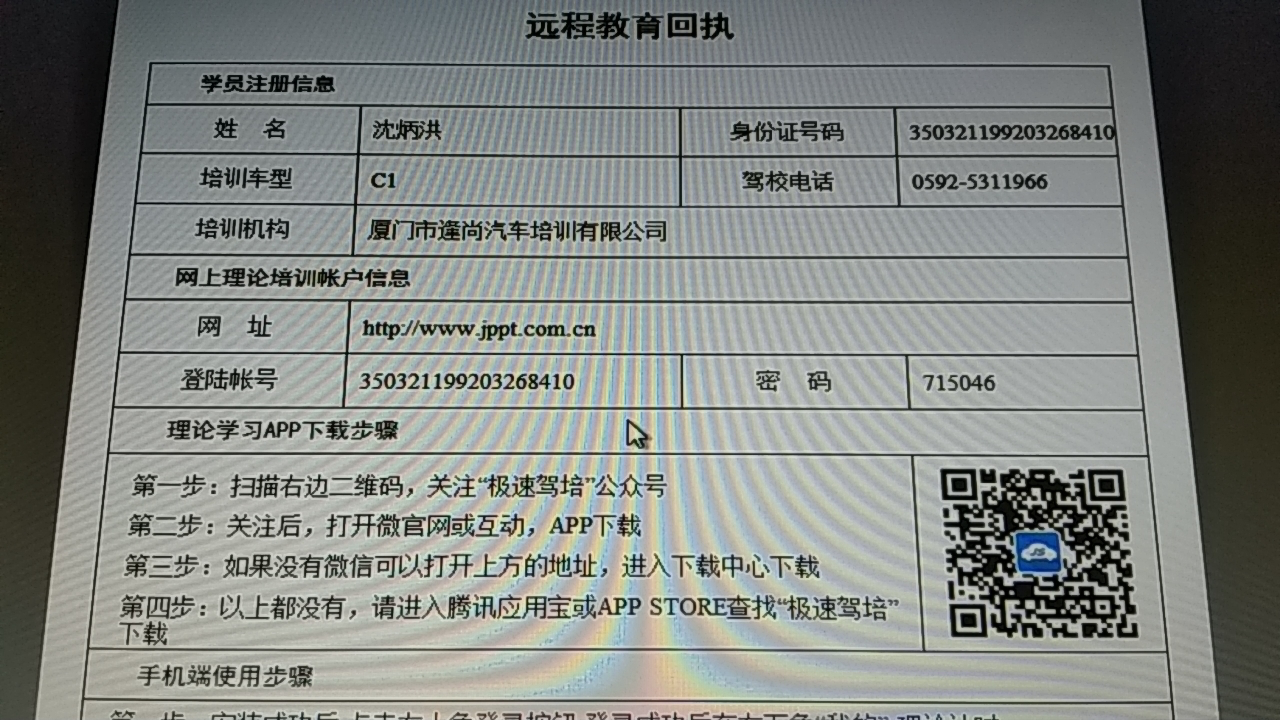 远程教育回执
学员注册信息
姓 名 沈炳洪 身份证号码 350321199203268410
培训车型 C1 驾校电话 0592-5311966
培训机构 厦门市逢尚汽车培训有限公司
网上理论培训帐户信息
网 址 http://www.jppt.com.cn
登陆帐号 350321199203268410 密 码 715046
理论学习APP下载步骤
第一步：扫描右边二维码，关注“极速驾培”公众号
第二步：关注后，打开微官网或互动，APP下载
第三步：如果没有微信可以打开上方的地址，进入下载中心下载
第四步：以上都没有，请进入腾讯应用宝或APP STORE查找“极速驾培”
下载
手机端使用步骤